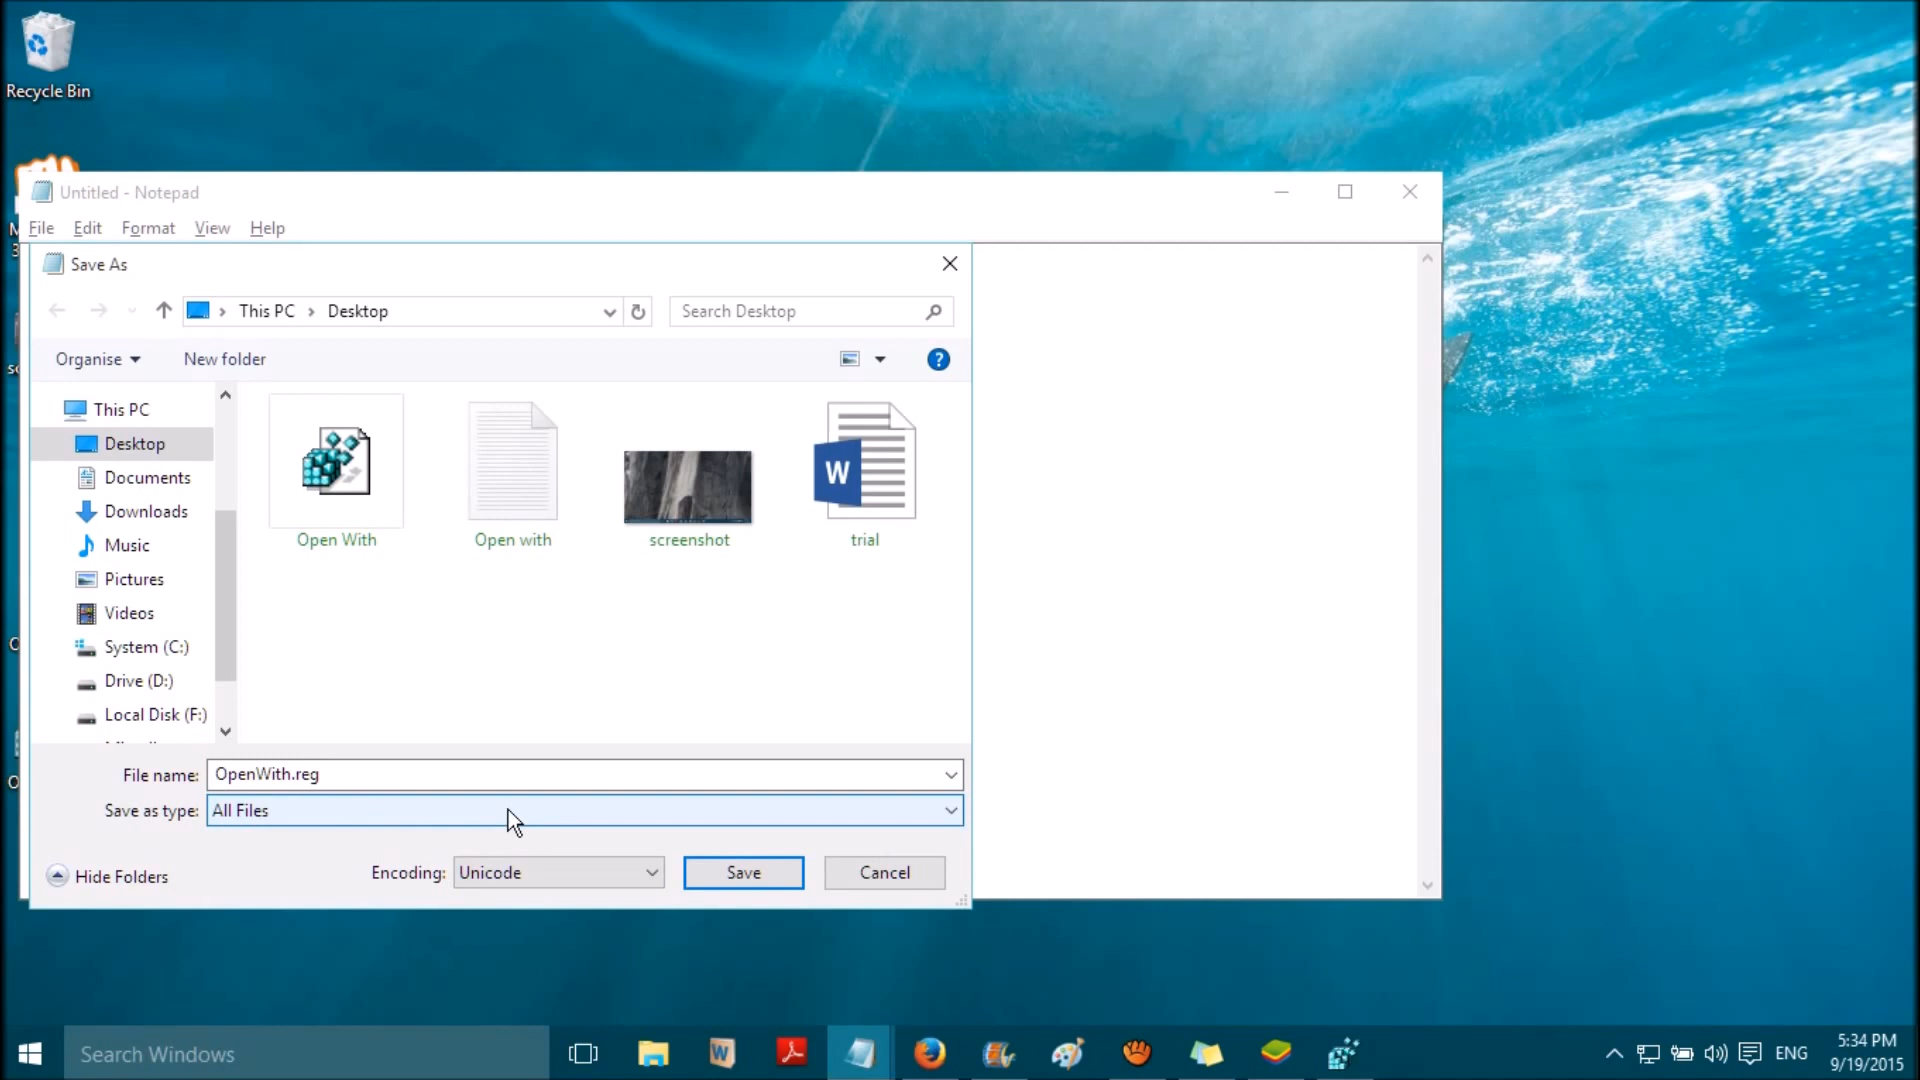 Recycle Bin
Untitled - Notepad
File Edit Format View Help
Save As
This PC Desktop
Search Desktop
Organise New folder
This PC
Desktop
Documents
Downloads
Music
Pictures
Videos
System (C:)
Drive (D:)
Local Disk (F:)
Open With
Open with
screenshot
W
trial
File name: OpenWith.reg
Save as type: All Files
Hide Folders
Encoding: Unicode
Save
Cancel
Search Windows
ENG
5:34 PM
9/19/2015